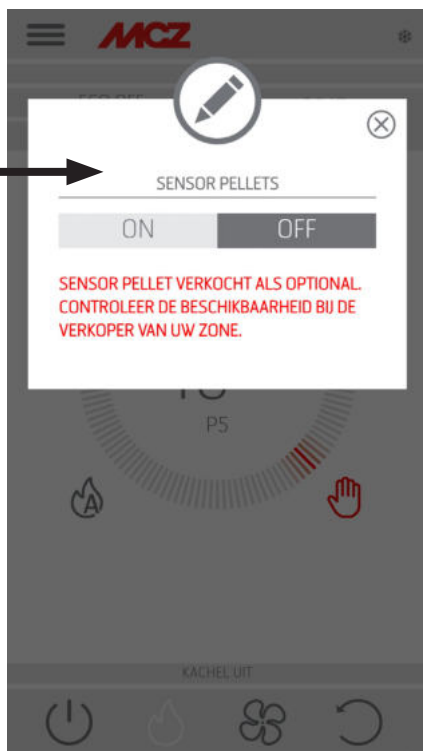 MCZ
SENSOR PELLETS
ON OFF
SENSOR PELLET VERKOCHT ALS OPTIONAL.
CONTROLEER DE BESCHIKBAARHEID BIJ DE
VERKOPER VAN UW ZONE.
P5
A
KACHEL UIT